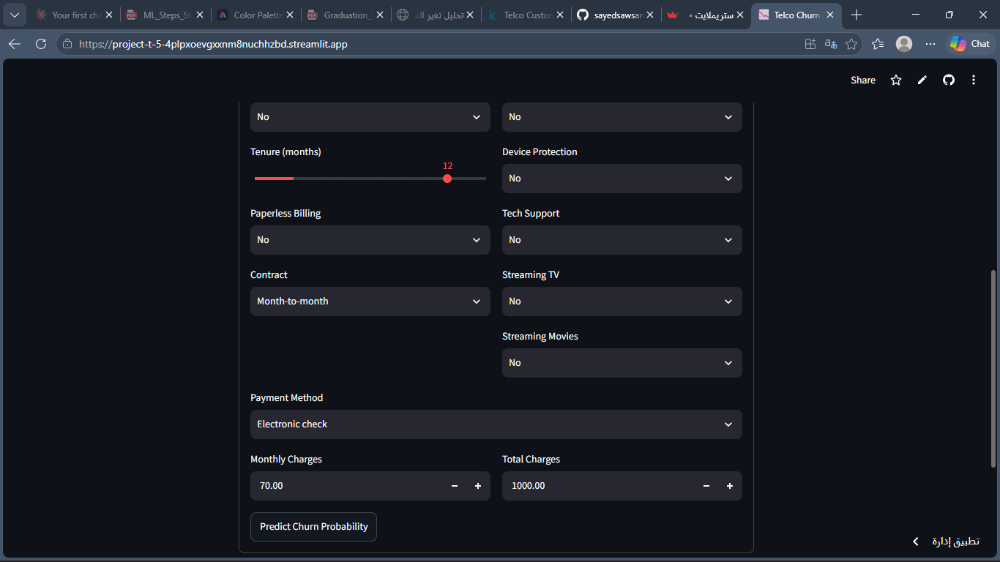 Your first cha
ML_Steps_St
Color Palette
Graduation_
تحليل تغير ال
Telco Custom
sayedsawsan
ستريملايت •
Telco Churn
https://project-t-5-4plpxoevgxxnm8nuchhzbd.streamlit.app
Chat
Share
No
No
Tenure (months)
12
Device Protection
No
Paperless Billing
No
Tech Support
No
Contract
Month-to-month
Streaming TV
No
Streaming Movies
No
Payment Method
Electronic check
Monthly Charges
70.00
Total Charges
1000.00
Predict Churn Probability
تطبيق إدارة